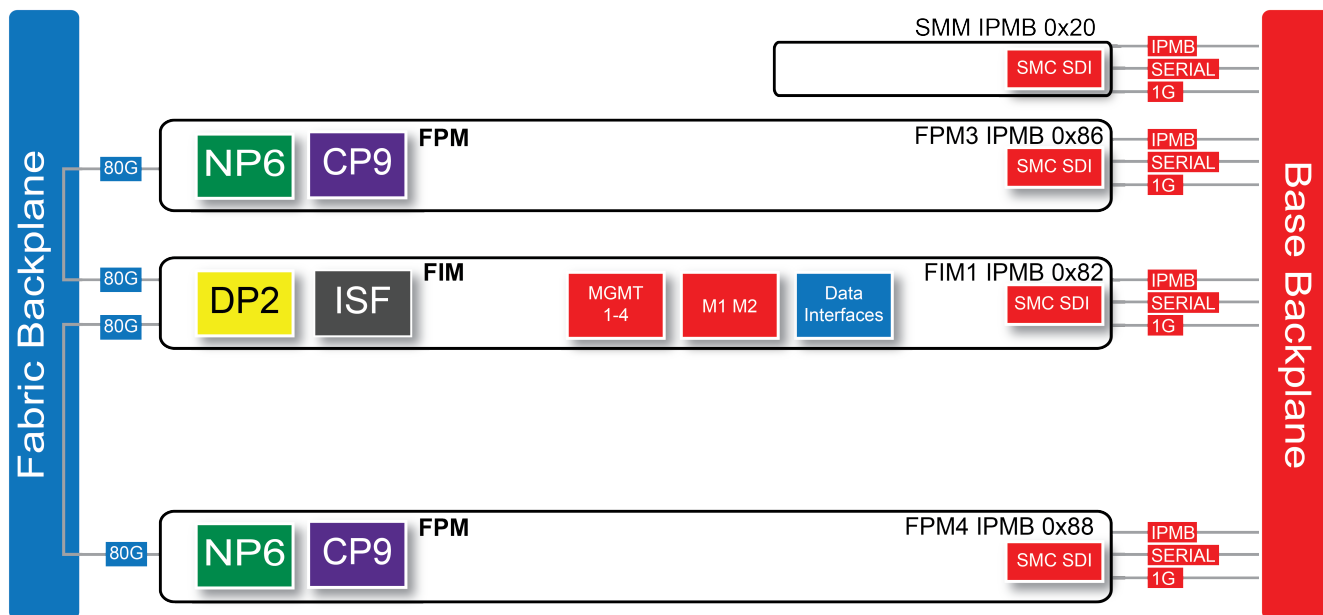 Fabric Backplane
SMM IPMB 0x20
SMC SDI
IPMB
SERIAL
1G
80G
NP6
CP9
FPM
FPM3 IPMB 0x86
SMC SDI
IPMB
SERIAL
1G
80G
80G
DP2
ISF
FIM
MGMT
1-4
M1 M2
Data
Interfaces
FIM1 IPMB 0x82
SMC SDI
IPMB
SERIAL
1G
80G
NP6
CP9
FPM
FPM4 IPMB 0x88
SMC SDI
IPMB
SERIAL
1G
Base Backplane